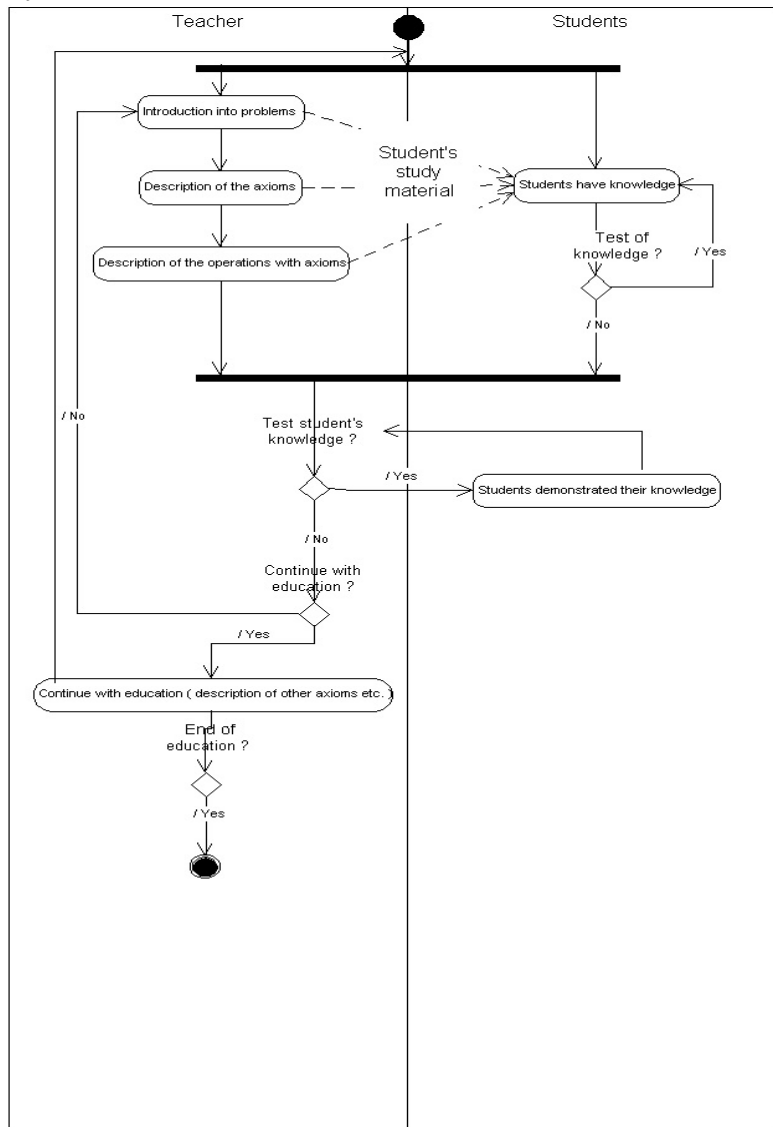 Teacher
Students
Introduction into problems
Student's
study
material
Description of the axioms
Students have knowledge
Test of
knowledge ?
/ Yes
Description of the operations with axioms
/ No
/ No
Test student's
knowledge ?
/ Yes
Students demonstrated their knowledge
/ No
Continue with
education ?
/ Yes
Continue with education ( description of other axioms etc. )
End of
education ?
/ Yes